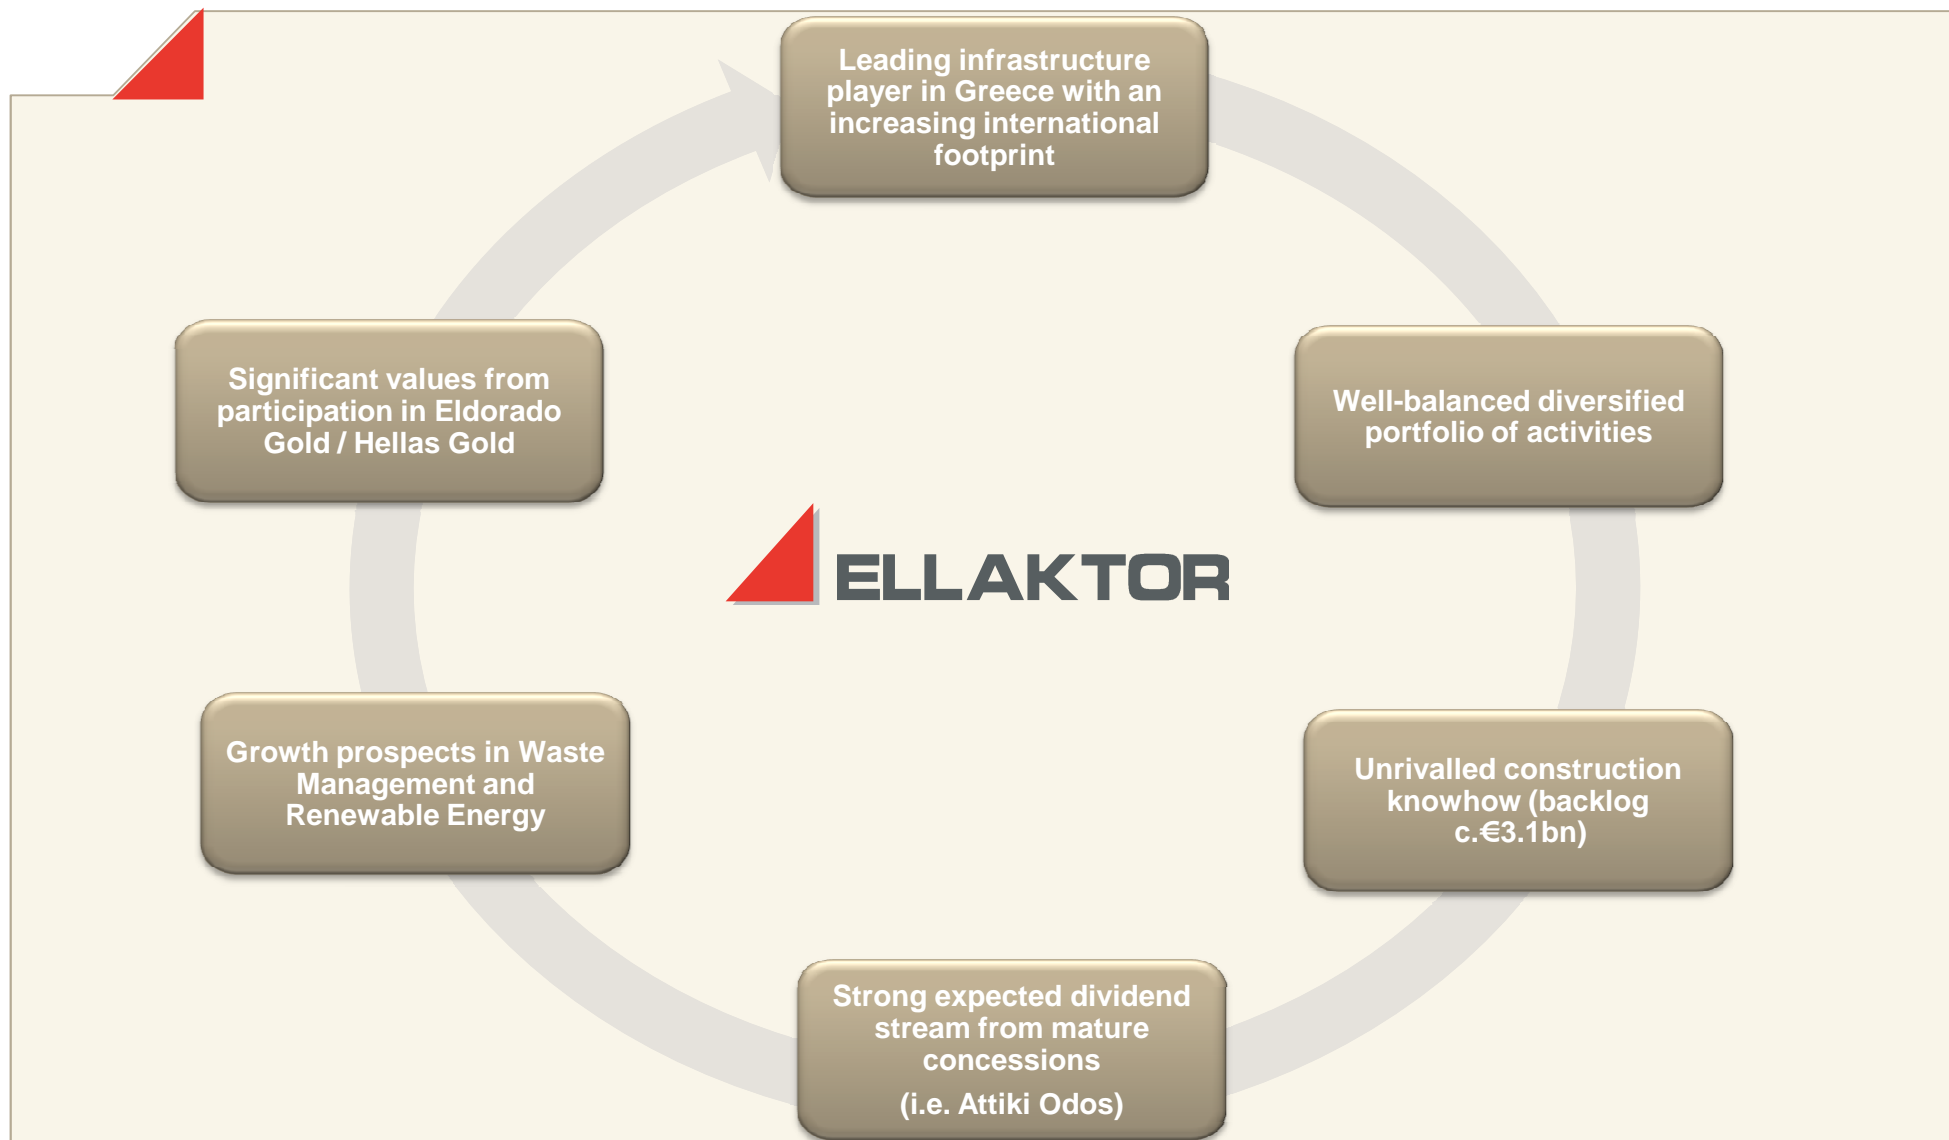 Leading infrastructure
player in Greece with an
increasing international
footprint
Well-balanced diversified
portfolio of activities
Unrivalled construction
knowhow (backlog
c.€3.1bn)
Strong expected dividend
stream from mature
concessions
(i.e. Attiki Odos)
Growth prospects in Waste
Management and
Renewable Energy
Significant values from
participation in Eldorado
Gold / Hellas Gold
ELLAKTOR